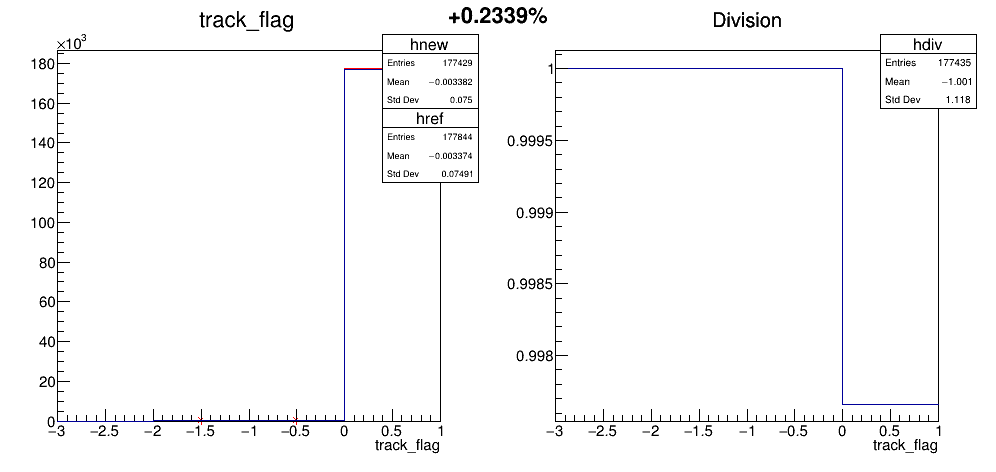 +0.2339%
track_flag
×10³
180
160
140
120
100
80
60
40
20
0
−3 −2.5 −2 −1.5 −1 −0.5 0 0.5 1
track_flag
hnew
Entries 177429
Mean −0.003382
Std Dev 0.075
href
Entries 177844
Mean −0.003374
Std Dev 0.07491
Division
1
0.9995
0.999
0.9985
0.998
−3 −2.5 −2 −1.5 −1 −0.5 0 0.5 1
track_flag
hdiv
Entries 177435
Mean −1.001
Std Dev 1.118